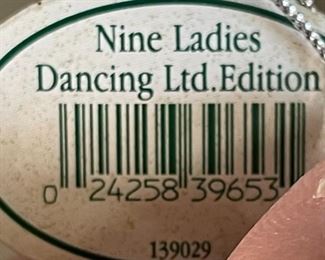 Nine Ladies
Dancing Ltd.Edition
0 24258 39653
139029